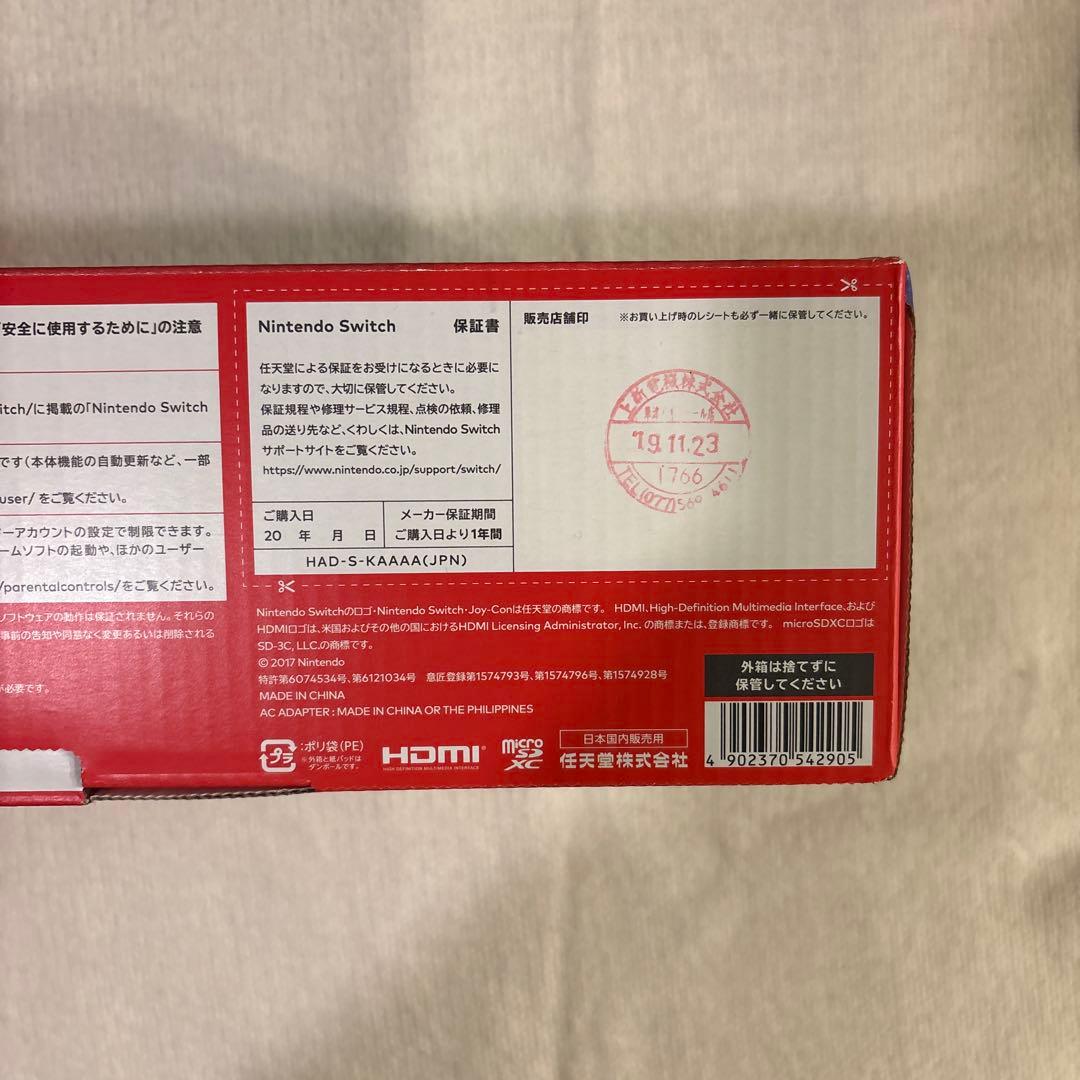 安全に使用するために」の注意
itch/に掲載の「Nintendo Switch
です(本体機能の自動更新など、一部
user/ をご覧ください。
ーアカウントの設定で制限できます。
ームソフトの起動や、ほかのユーザー
/parentalcontrols/をご覧ください。
ソフトウェアの動作は保証されません。それらの
事前の告知や同意なく変更あるいは削除される
が必要です。
Nintendo Switch 保証書
任天堂による保証をお受けになるときに必要に
なりますので、大切に保管してください。
保証規程や修理サービス規程、点検の依頼、修理
品の送り先など、くわしくは、Nintendo Switch
サポートサイトをご覧ください。
https://www.nintendo.co.jp/support/switch/
ご購入日
20 年 月 日
メーカー保証期間
ご購入日より1年間
HAD-S-KAAAA(JPN)
販売店舗印 ※お買い上げ時のレシートも必ず一緒に保管してください。
上新電機株式会社
'19.11.23
1766
TEL(077)569
Nintendo Switchのロゴ・Nintendo Switch・Joy-Conは任天堂の商標です。 HDMI、High-Definition Multimedia Interface、および
HDMIロゴは、米国およびその他の国におけるHDMI Licensing Administrator, Inc. の商標または、登録商標です。 microSDXCロゴは
SD-3C, LLC.の商標です。
© 2017 Nintendo
特許第6074534号、第6121034号 意匠登録第1574793号、第1574796号、第1574928号
MADE IN CHINA
AC ADAPTER : MADE IN CHINA OR THE PHILIPPINES
プラ
:ポリ袋(PE)
※外箱と紙パッドは
ダンボールです。
HDMI
HIGH DEFINITION MULTIMEDIA INTERFACE
micro
SD
XC
日本国内販売用
任天堂株式会社
外箱は捨てずに
保管してください
4 902370 542905